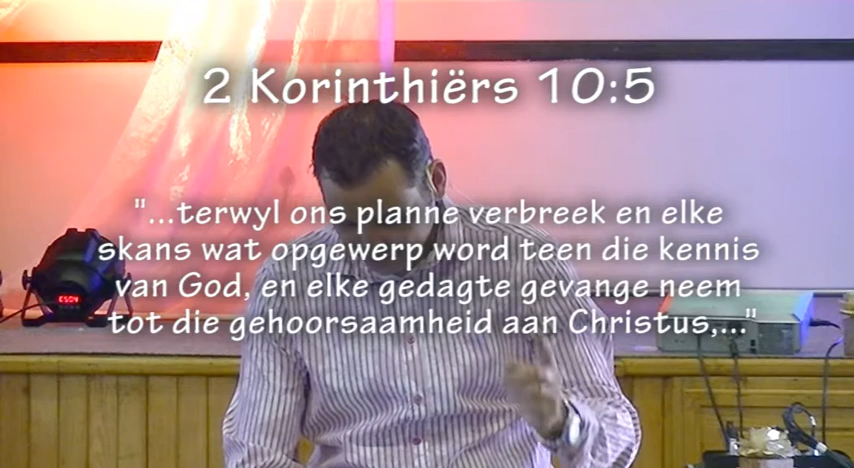 2 Korinthiërs 10:5
"...terwyl ons planne verbreek en elke
skans wat opgewerp word teen die kennis
van God, en elke gedagte gevange neem
tot die gehoorsaamheid aan Christus,..."